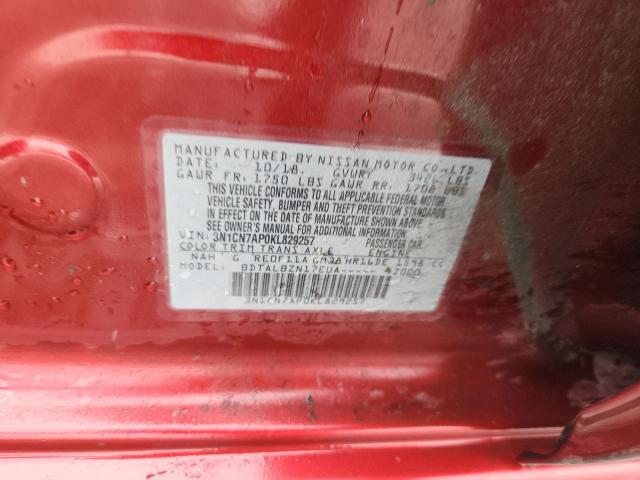 MANUFACTURED BY NISSAN MOTOR CO.,LTD.
DATE: 10/18 GVWR LBS
GAWR FR: 1750 LBS GAWR RR: 1708 LBS
THIS VEHICLE CONFORMS TO ALL APPLICABLE FEDERAL MOTOR
VEHICLE SAFETY, BUMPER AND THEFT PREVENTION STANDARDS
IN EFFECT ON THE DATE OF MANUFACTURE SHOWN ABOVE.
SEE OWNER'S MANUAL FOR FURTHER INFORMATION
VIN: 3N1CN7AP0KL829257 PASSENGER CAR
COLOR TRIM TRANS AXLE ENGINE
NAH G RE0F11A GM38 HR16DE 1598 CC
MODEL: BDTALBZN17EUA-----
3N1CN7AP0KL829257